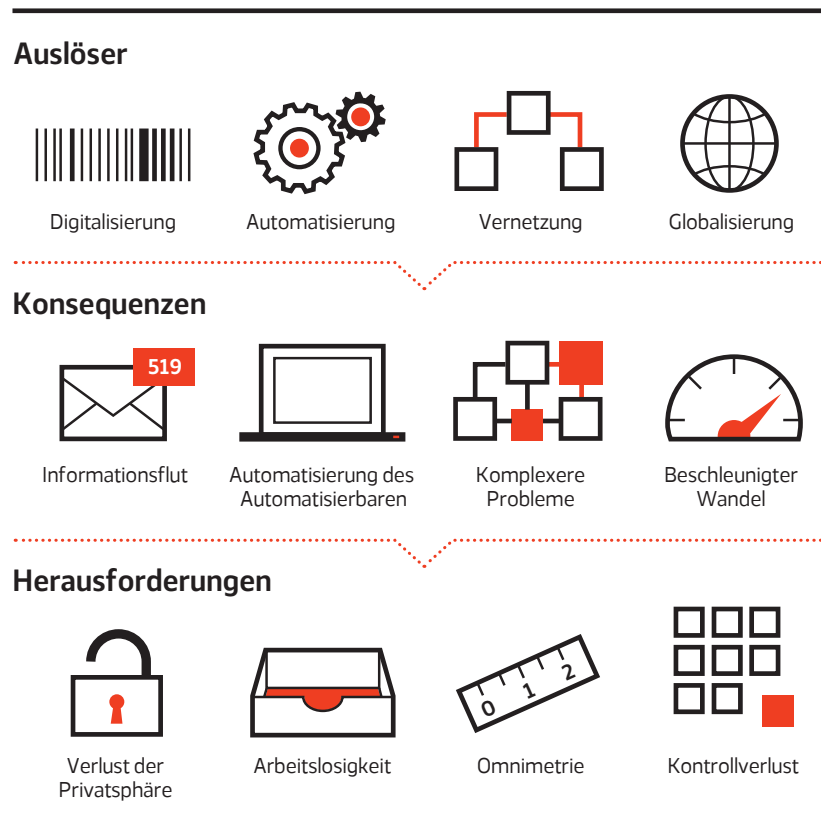 Auslöser
Digitalisierung
Automatisierung
Vernetzung
Globalisierung
Konsequenzen
519
Informationsflut
Automatisierung des
Automatisierbaren
Komplexere
Probleme
Beschleunigter
Wandel
Herausforderungen
0 1 2
Verlust der
Privatsphäre
Arbeitslosigkeit
Omnimetrie
Kontrollverlust